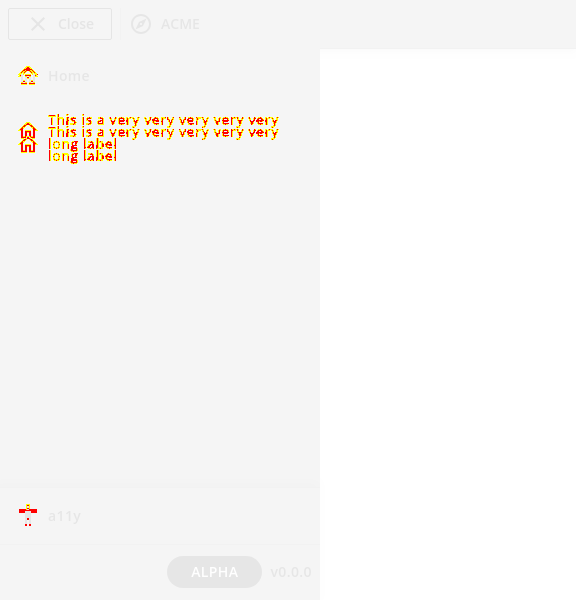 Close
ACME
Home
This is a very very very very very
This is a very very very very very
long label
long label
a11y
ALPHA v0.0.0